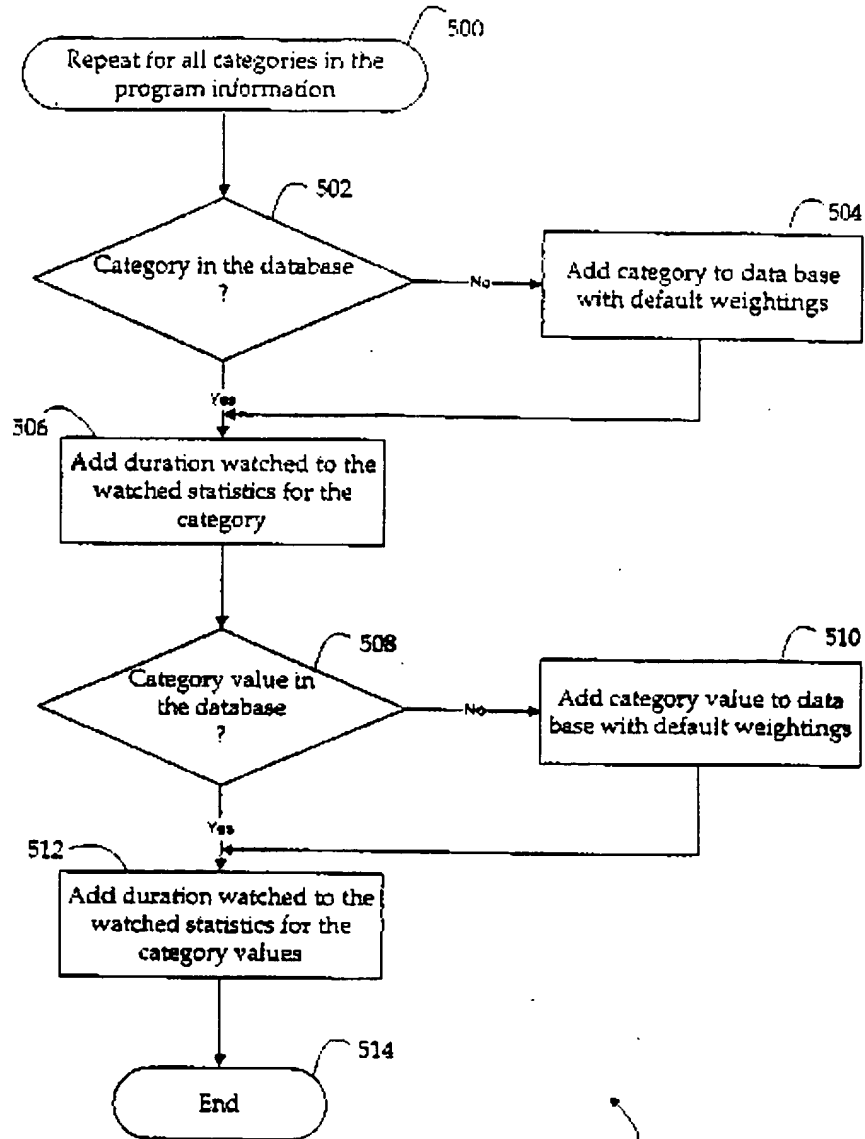 500
Repeat for all categories in the
program information
502
Category in the database
?
No
504
Add category to data base
with default weightings
Yes
506
Add duration watched to the
watched statistics for the
category
508
Category value in
the database
?
No
510
Add category value to data
base with default weightings
Yes
512
Add duration watched to the
watched statistics for the
category values
514
End